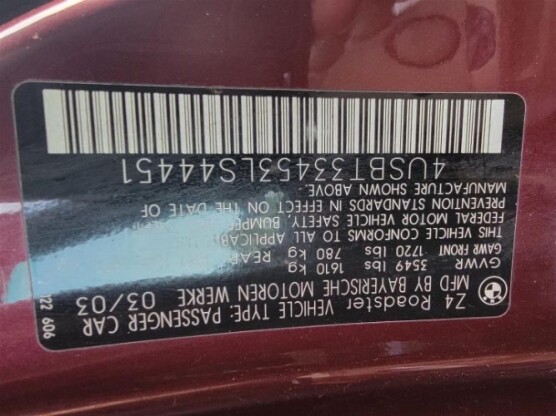 Z4 Roadster VEHICLE TYPE: PASSENGER CAR
MFD BY BAYERISCHE MOTOREN WERKE 03/03
GVWR 3549 lbs 1610 kg
GAWR FRONT 1720 lbs 780 kg REAR
THIS VEHICLE CONFORMS TO ALL
FEDERAL MOTOR VEHICLE SAFETY,
PREVENTION STANDARDS IN EFFECT ON THE DATE OF
MANUFACTURE SHOWN ABOVE.
4USBT33453LS44451
22 606